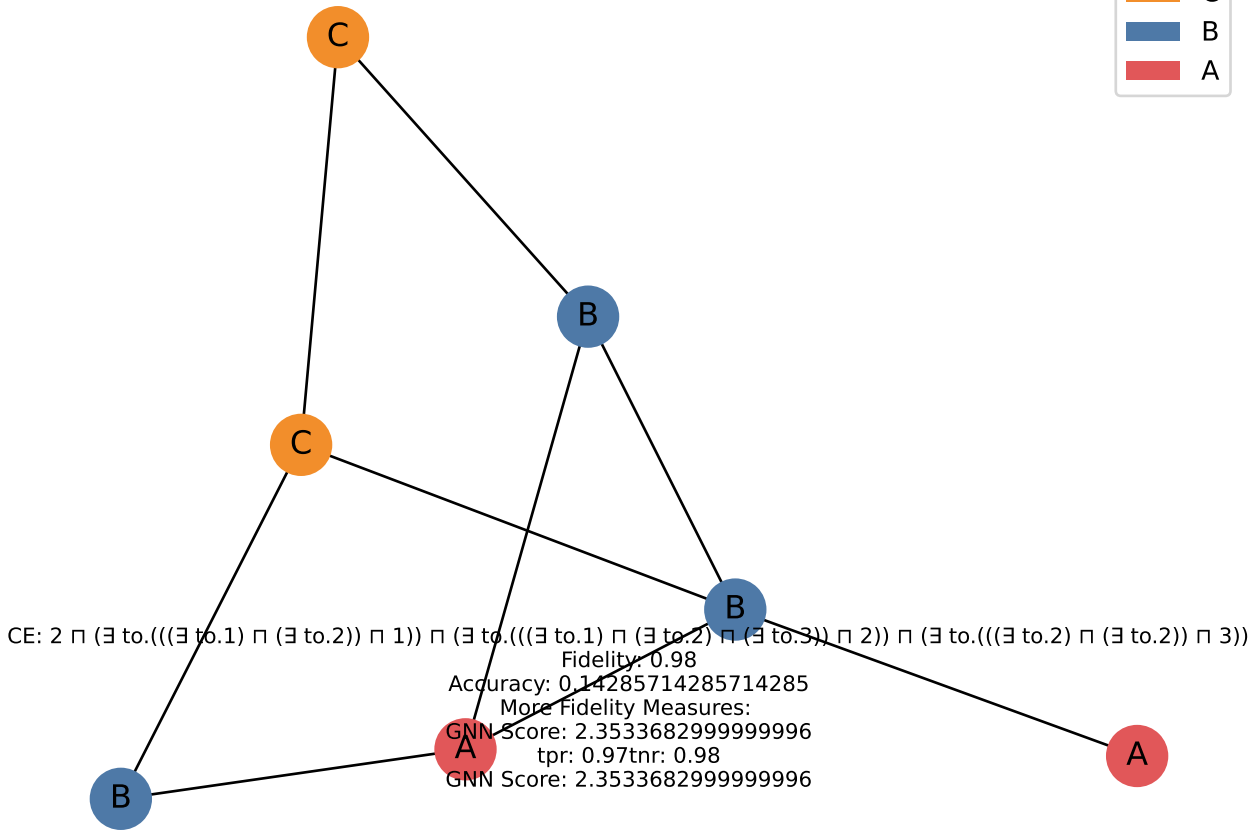 C
B
A
C
B
C
B
CE: 2 ⊓ (∃ to.(((∃ to.1) ⊓ (∃ to.2)) ⊓ 1)) ⊓ (∃ to.(((∃ to.1) ⊓ (∃ to.2) ⊓ (∃ to.3)) ⊓ 2)) ⊓ (∃ to.(((∃ to.2) ⊓ (∃ to.2)) ⊓ 3))
Fidelity: 0.98
Accuracy: 0.14285714285714285
More Fidelity Measures:
GNN Score: 2.3533682999999996
A
tpr: 0.97tnr: 0.98
A
GNN Score: 2.3533682999999996
B